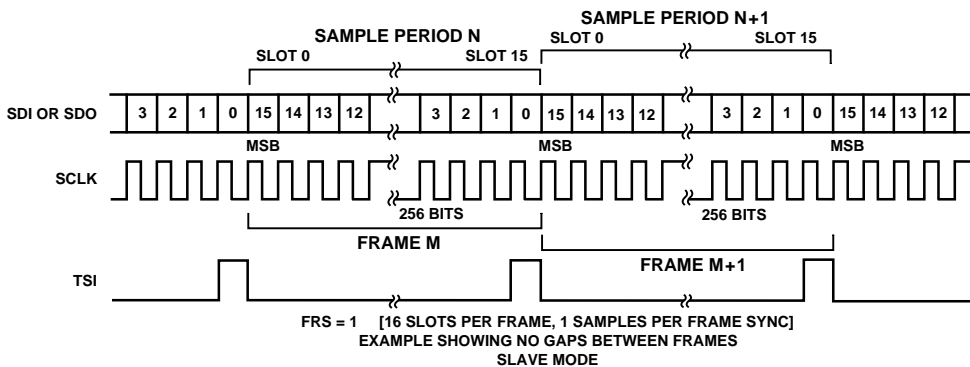 SAMPLE PERIOD N
SAMPLE PERIOD N+1
SLOT 0 SLOT 15 SLOT 0 SLOT 15
SDI OR SDO 3 2 1 0 15 14 13 12 3 2 1 0 15 14 13 12 3 2 1 0 15 14 13 12
MSB MSB MSB
SCLK
256 BITS 256 BITS
FRAME M FRAME M+1
TSI
FRS = 1 [16 SLOTS PER FRAME, 1 SAMPLES PER FRAME SYNC]
EXAMPLE SHOWING NO GAPS BETWEEN FRAMES
SLAVE MODE